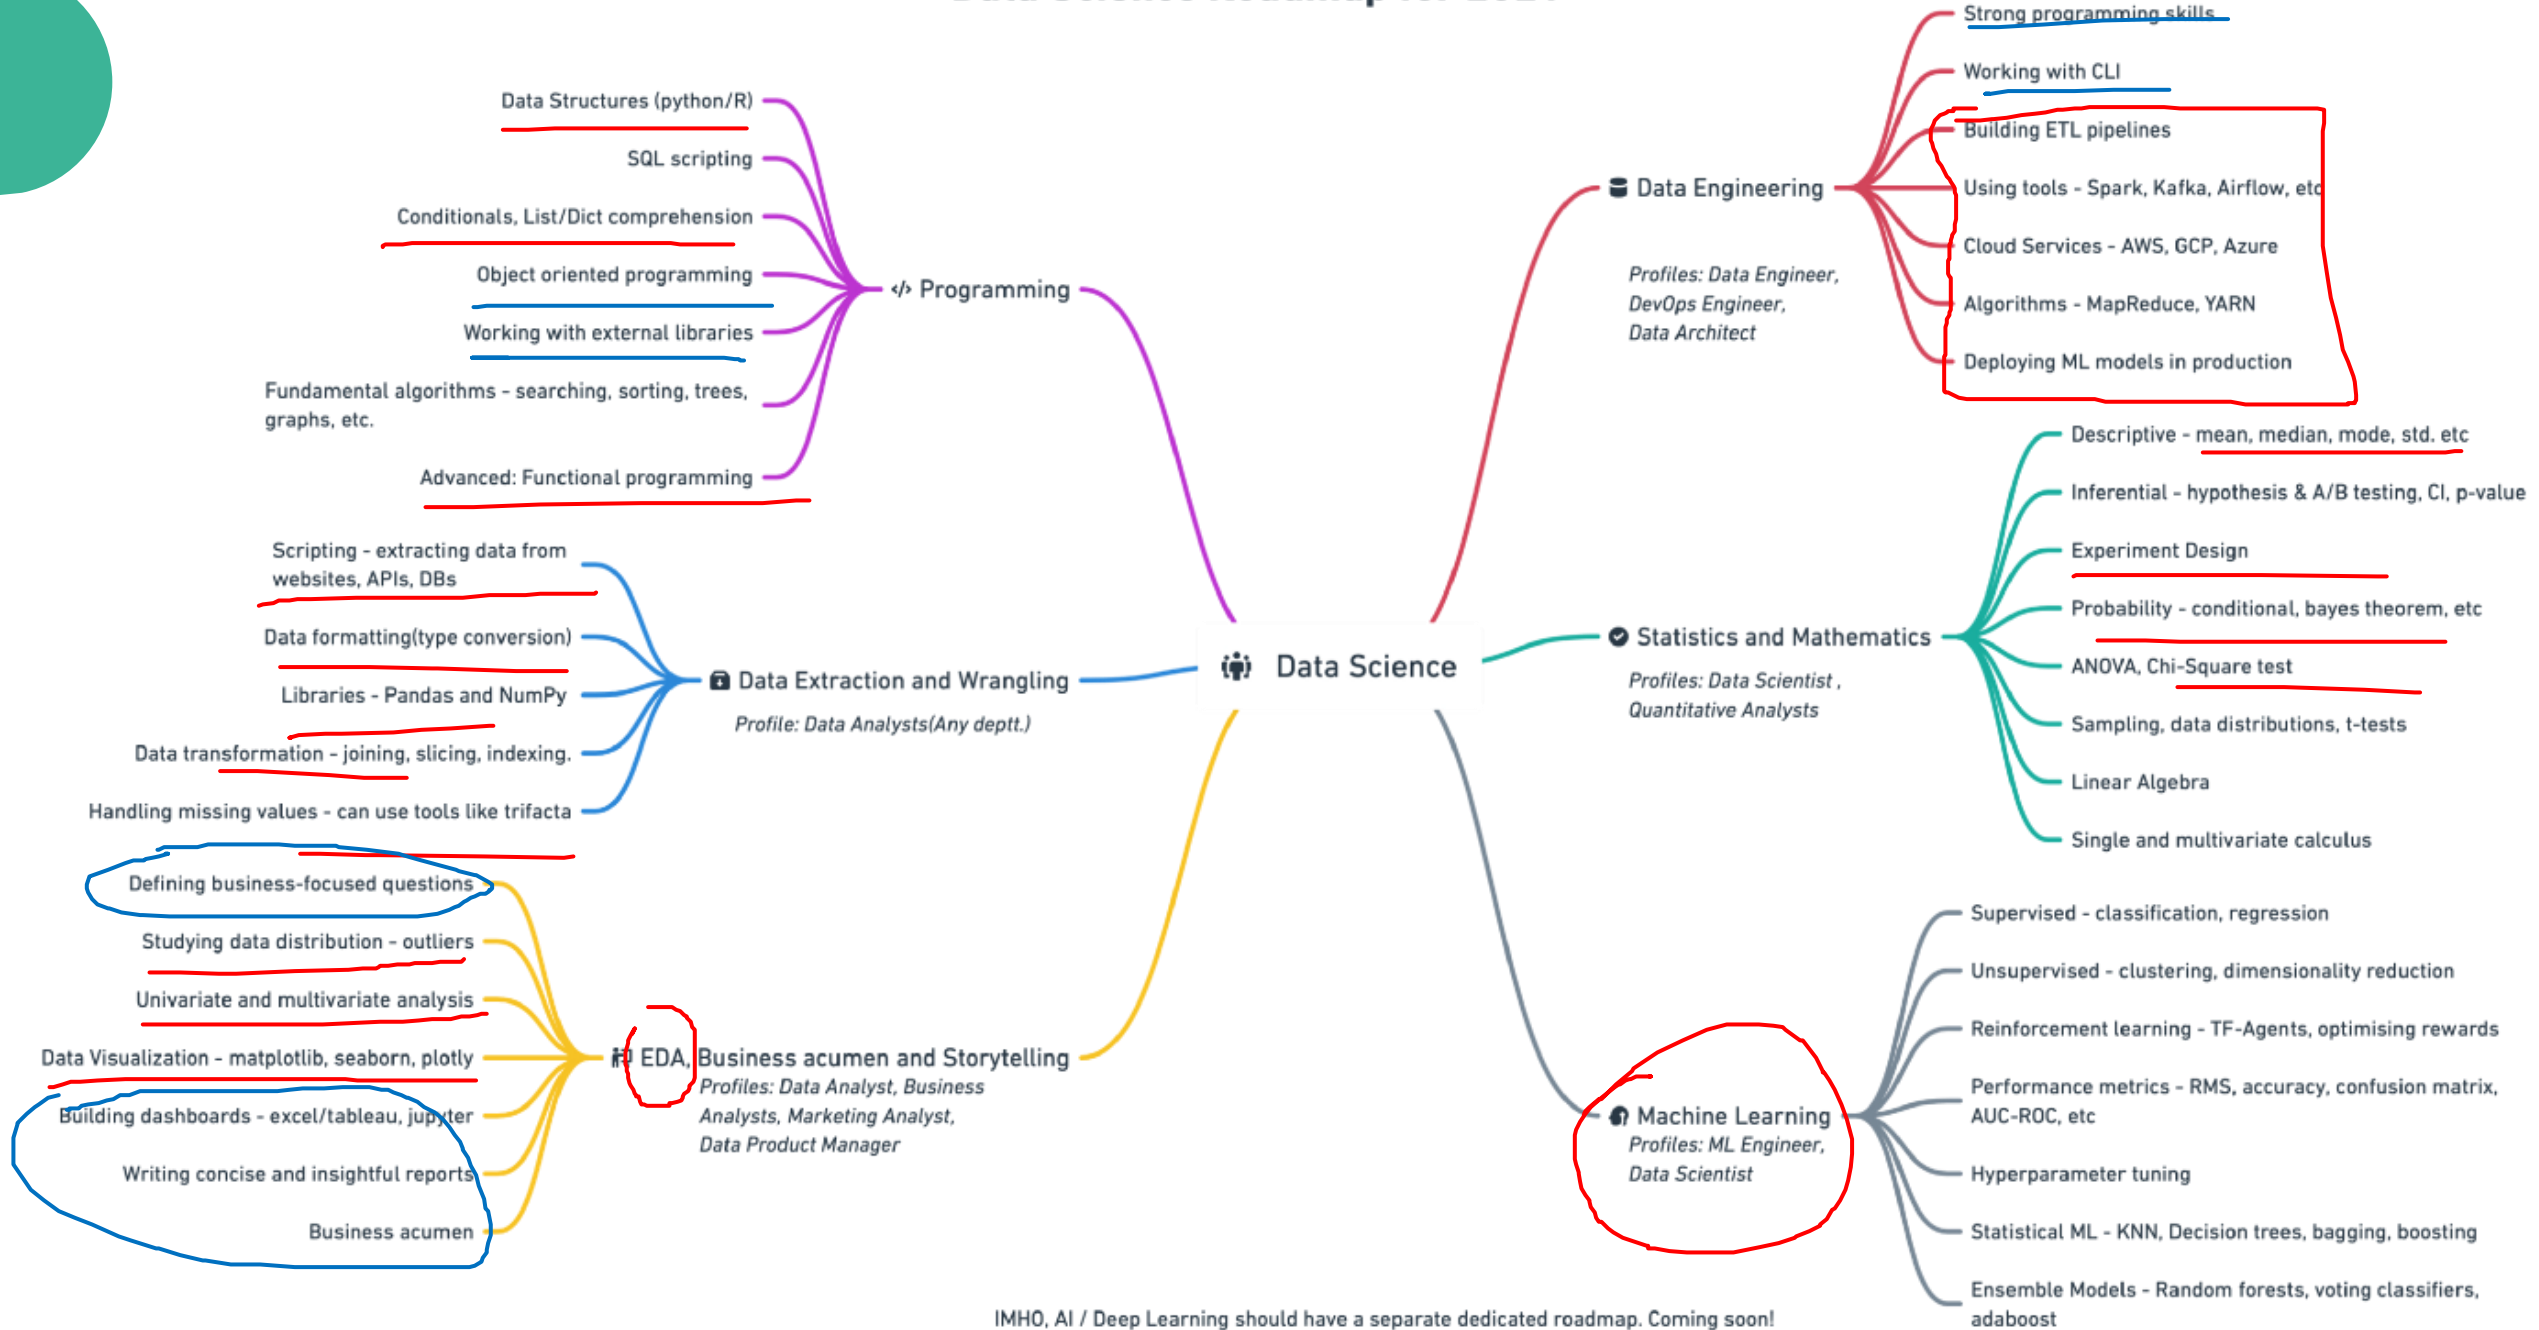 Data Structures (python/R)
SQL scripting
Conditionals, List/Dict comprehension
Object oriented programming
Working with external libraries
Fundamental algorithms - searching, sorting, trees,
graphs, etc.
Advanced: Functional programming
</> Programming
Scripting - extracting data from
websites, APIs, DBs
Data formatting(type conversion)
Libraries - Pandas and NumPy
Data transformation - joining, slicing, indexing.
Handling missing values - can use tools like trifacta
Data Extraction and Wrangling
Profile: Data Analysts(Any deptt.)
Defining business-focused questions
Studying data distribution - outliers
Univariate and multivariate analysis
Data Visualization - matplotlib, seaborn, plotly
Building dashboards - excel/tableau, jupyter
Writing concise and insightful reports
Business acumen
EDA, Business acumen and Storytelling
Profiles: Data Analyst, Business
Analysts, Marketing Analyst,
Data Product Manager
Data Science
Data Engineering
Profiles: Data Engineer,
DevOps Engineer,
Data Architect
Strong programming skills
Working with CLI
Building ETL pipelines
Using tools - Spark, Kafka, Airflow, etc
Cloud Services - AWS, GCP, Azure
Algorithms - MapReduce, YARN
Deploying ML models in production
Statistics and Mathematics
Profiles: Data Scientist ,
Quantitative Analysts
Descriptive - mean, median, mode, std. etc
Inferential - hypothesis & A/B testing, CI, p-value
Experiment Design
Probability - conditional, bayes theorem, etc
ANOVA, Chi-Square test
Sampling, data distributions, t-tests
Linear Algebra
Single and multivariate calculus
Machine Learning
Profiles: ML Engineer,
Data Scientist
Supervised - classification, regression
Unsupervised - clustering, dimensionality reduction
Reinforcement learning - TF-Agents, optimising rewards
Performance metrics - RMS, accuracy, confusion matrix,
AUC-ROC, etc
Hyperparameter tuning
Statistical ML - KNN, Decision trees, bagging, boosting
Ensemble Models - Random forests, voting classifiers,
adaboost
IMHO, AI / Deep Learning should have a separate dedicated roadmap. Coming soon!